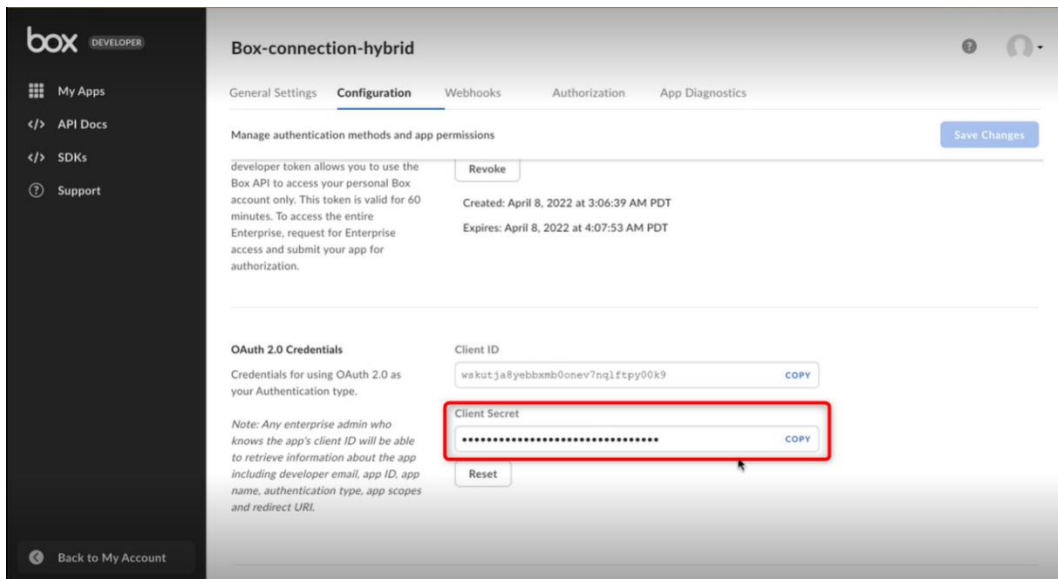 box DEVELOPER
My Apps
API Docs
SDKs
Support
Back to My Account
Box-connection-hybrid
General Settings Configuration Webhooks Authorization App Diagnostics
Manage authentication methods and app permissions
Save Changes
developer token allows you to use the
Box API to access your personal Box
account only. This token is valid for 60
minutes. To access the entire
Enterprise, request for Enterprise
access and submit your app for
authorization.
Revoke
Created: April 8, 2022 at 3:06:39 AM PDT
Expires: April 8, 2022 at 4:07:53 AM PDT
OAuth 2.0 Credentials
Credentials for using OAuth 2.0 as
your Authentication type.
Note: Any enterprise admin who
knows the app's client ID will be able
to retrieve information about the app
including developer email, app ID, app
name, authentication type, app scopes
and redirect URI.
Client ID
wskutja8yebbxmb0onev7nqlftpy00k9 COPY
Client Secret
•••••••••••••••••••••••••••••••• COPY
Reset